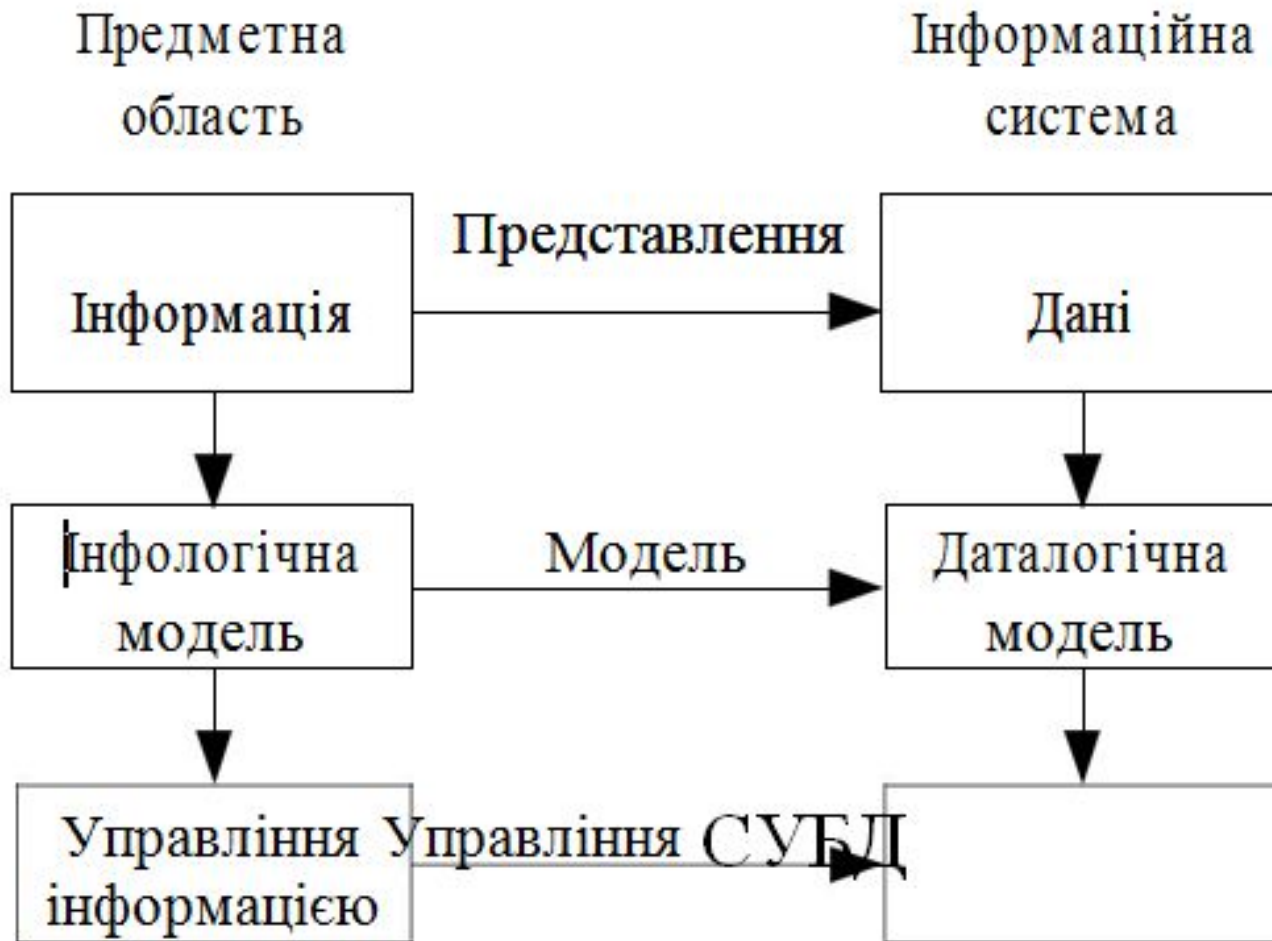 Предметна
область
Інформаційна
система
Представлення
Інформація
Дані
Інфологічна
модель
Модель
Даталогічна
модель
Управління Управління СУБД
інформацією